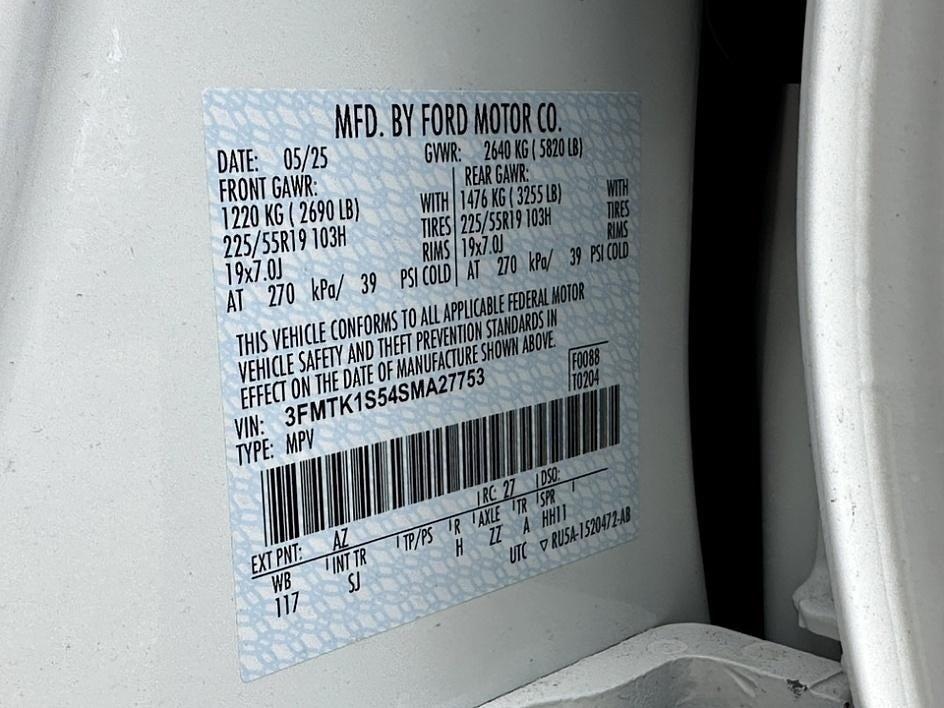 MFD. BY FORD MOTOR CO.
DATE: 05/25 GVWR: 2640 KG ( 5820 LB)
FRONT GAWR: REAR GAWR:
1220 KG ( 2690 LB) WITH 1476 KG ( 3255 LB) WITH
225/55R19 103H TIRES 225/55R19 103H TIRES
19x7.0J RIMS 19x7.0J RIMS
AT 270 kPa/ 39 PSI COLD AT 270 kPa/ 39 PSI COLD
THIS VEHICLE CONFORMS TO ALL APPLICABLE FEDERAL MOTOR
VEHICLE SAFETY AND THEFT PREVENTION STANDARDS IN
EFFECT ON THE DATE OF MANUFACTURE SHOWN ABOVE.
VIN: 3FMTK1S54SMA27753 F0088
TYPE: MPV T0204
EXT PNT: AZ RC: 27 DSO:
WB INT TR TP/PS R AXLE TR SPR
117 SJ H ZZ A HH11
UTC ▽ RU5A-1520472-AB